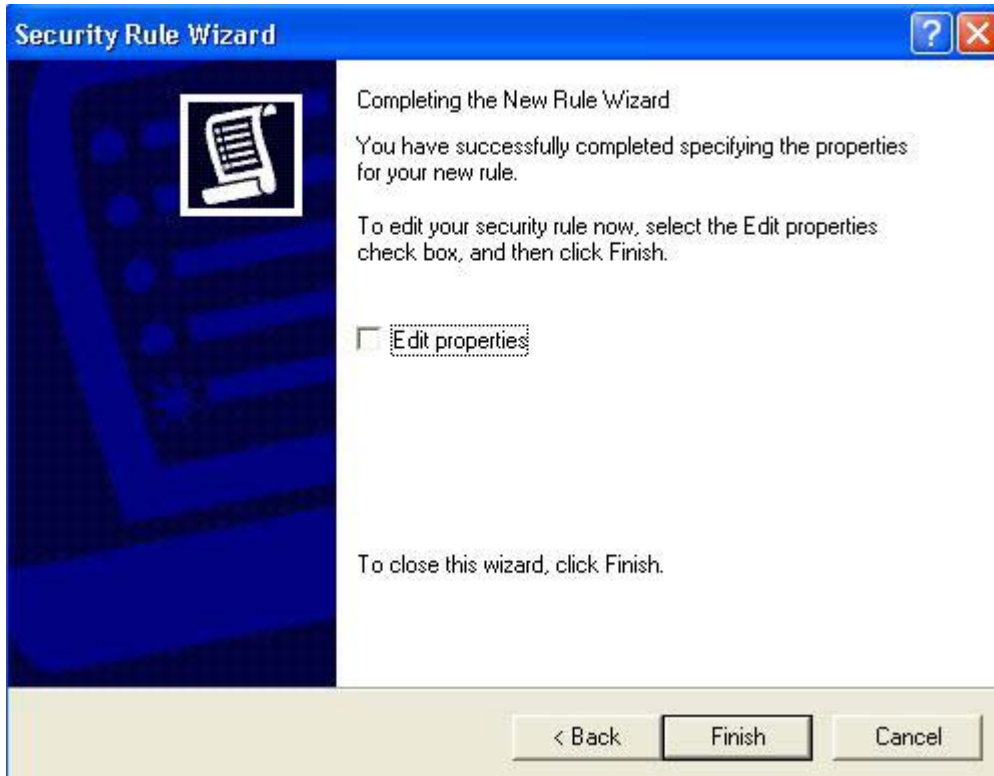 Security Rule Wizard
?
Completing the New Rule Wizard
You have successfully completed specifying the properties
for your new rule.
To edit your security rule now, select the Edit properties
check box, and then click Finish.
Edit properties
To close this wizard, click Finish.
< Back
Finish
Cancel